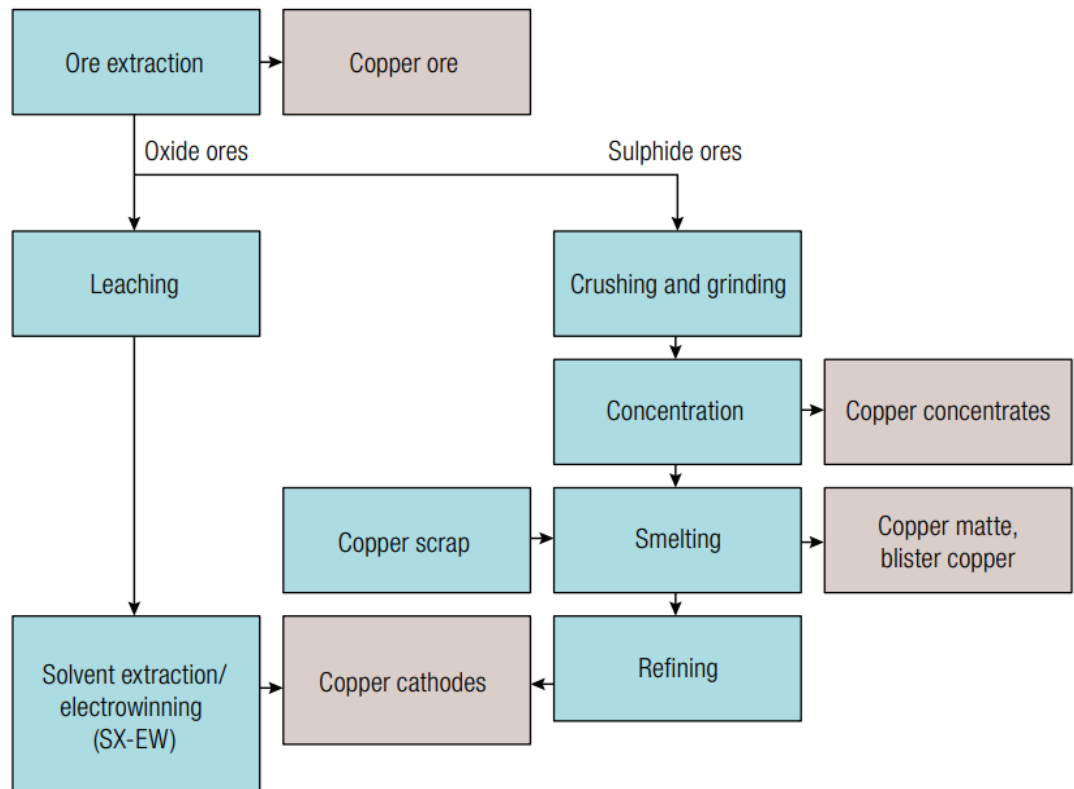 Ore extraction
Copper ore
Oxide ores
Sulphide ores
Leaching
Crushing and grinding
Concentration
Copper concentrates
Copper scrap
Smelting
Copper matte,
blister copper
Solvent extraction/
electrowinning
(SX-EW)
Copper cathodes
Refining